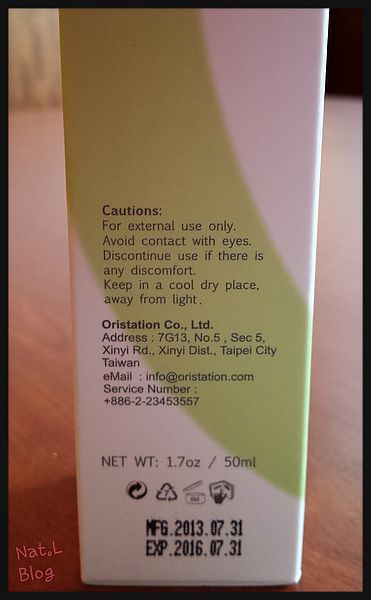 Cautions:
For external use only.
Avoid contact with eyes.
Discontinue use if there is
any discomfort.
Keep in a cool dry place,
away from light.
Oristation Co., Ltd.
Address : 7G13, No.5 , Sec 5,
Xinyi Rd., Xinyi Dist., Taipei City
Taiwan
eMail : info@oristation.com
Service Number :
+886-2-23453557
NET WT: 1.7oz / 50ml
MFG.2013.07.31
EXP.2016.07.31
Nat.L
Blog